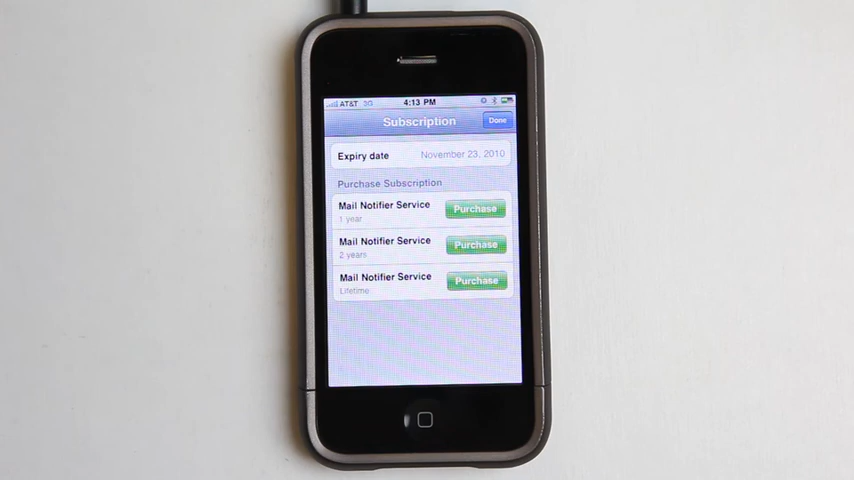 AT&T 3G 4:13 PM
Subscription Done
Expiry date November 23, 2010
Purchase Subscription
Mail Notifier Service Purchase
1 year
Mail Notifier Service Purchase
2 years
Mail Notifier Service Purchase
Lifetime